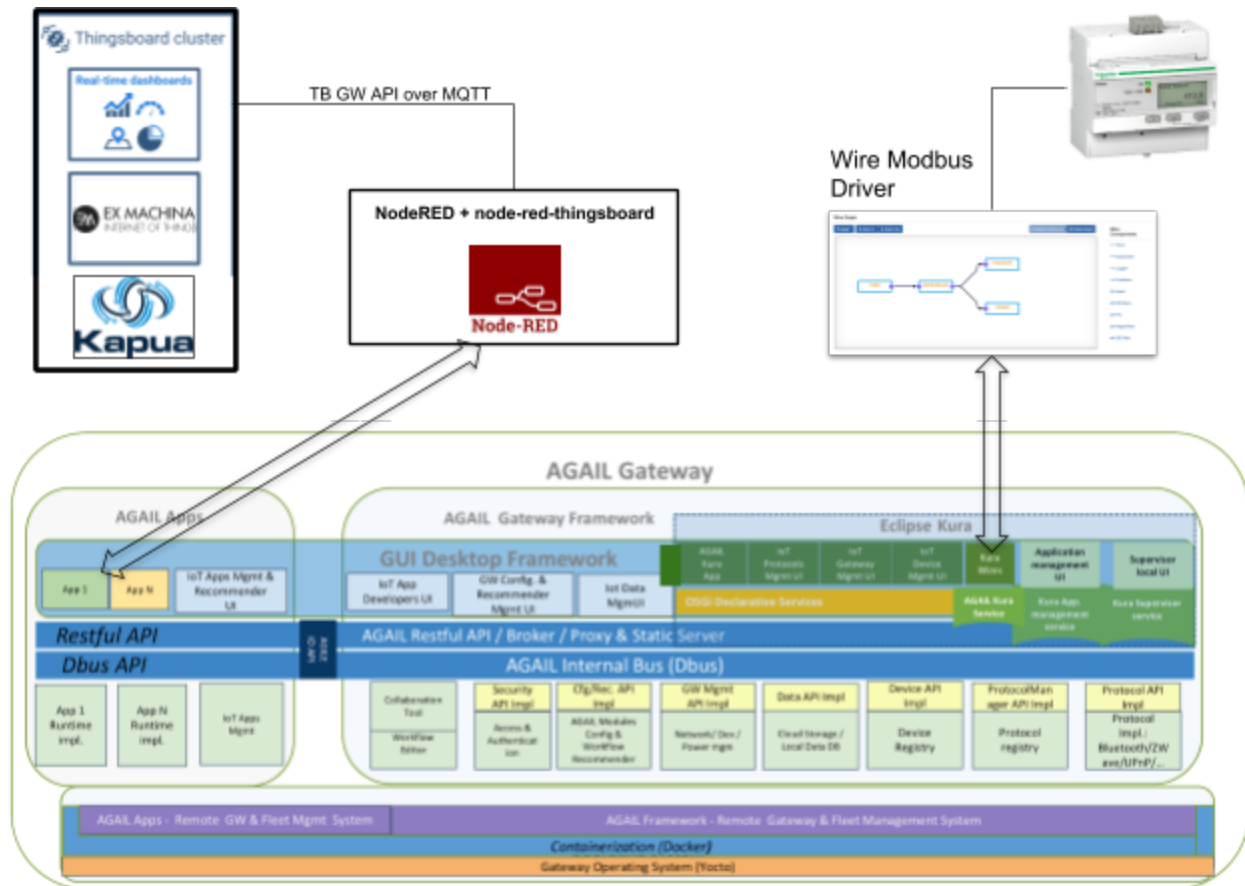 Thingsboard cluster
Real-time dashboards
EX MACHINA
INTERNET OF THINGS
Kapua
TB GW API over MQTT
NodeRED + node-red-thingsboard
Node-RED
Wire Modbus
Driver
AGAIL Gateway
AGAIL Apps
AGAIL Gateway Framework
Eclipse Kura
GUI Desktop Framework
App 1
App N
IoT Apps Mgmt &
Recommender
UI
IoT App
Developers UI
GW Config. &
Recommender
Mgmt UI
Iot Data
MgmUI
AGAIL
Kura
App
IoT
Protocols
Mgmt UI
IoT
Gateway
Mgmt UI
IoT
Device
Mgmt UI
Kura
Wires
Application
management
UI
Supervisor
local UI
OSGI Declarative Services
AGAIL Kura
Service
Kura App.
management
service
Kura Supervisor
service
Restful API
AGAIL Restful API / Broker / Proxy & Static Server
Dbus API
AGAIL Internal Bus (Dbus)
App 1
Runtime
impl.
App N
Runtime
impl.
IoT Apps
Mgmt
Collaboration
Tool
Workflow
Editor
Security
API Impl
Access &
Authenticat
ion
Cfg/Rec. API
Impl
AGAIL Modules
Config &
Workflow
Recommender
GW Mgmt
API Impl
Network/ Dev /
Power mgm
Data API Impl
Cloud Storage /
Local Data DB
Device API
Impl
Device
Registry
ProtocolMan
ager API Impl
Protocol
registry
Protocol API
Impl
Protocol
Impl.:
Bluetooth/ZW
ave/UPnP/...
AGAIL Apps - Remote GW & Fleet Mgmt System
AGAIL Framework - Remote Gateway & Fleet Management System
Containerization (Docker)
Gateway Operating System (Yocto)